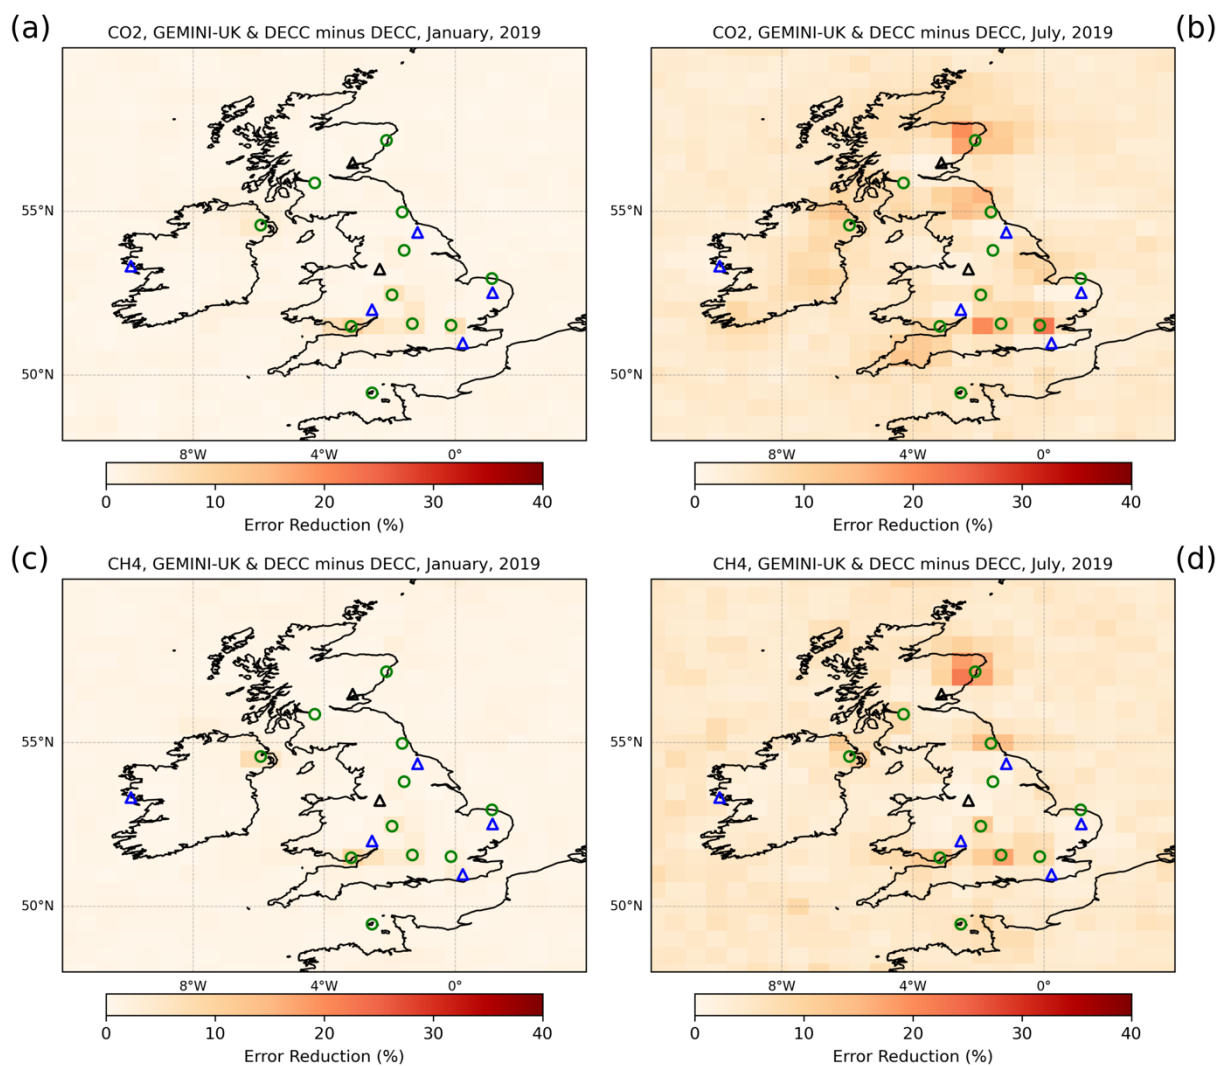 (a)
CO2, GEMINI-UK & DECC minus DECC, January, 2019
55°N
50°N
8°W 4°W 0°
0 10 20 30 40
Error Reduction (%)
(b)
CO2, GEMINI-UK & DECC minus DECC, July, 2019
8°W 4°W 0°
0 10 20 30 40
Error Reduction (%)
(c)
CH4, GEMINI-UK & DECC minus DECC, January, 2019
55°N
50°N
8°W 4°W 0°
0 10 20 30 40
Error Reduction (%)
(d)
CH4, GEMINI-UK & DECC minus DECC, July, 2019
8°W 4°W 0°
0 10 20 30 40
Error Reduction (%)